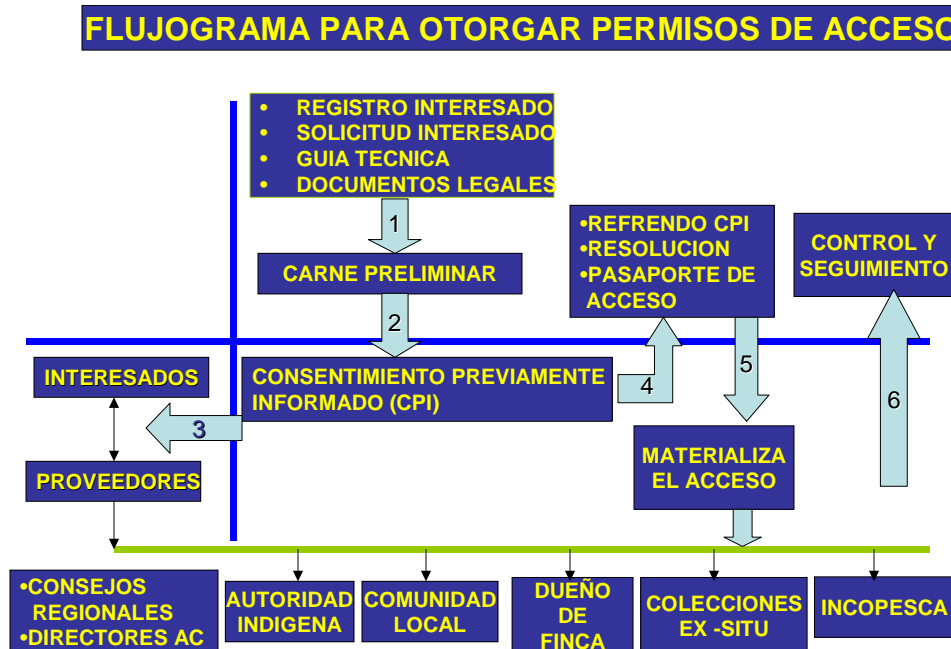 FLUJOGRAMA PARA OTORGAR PERMISOS DE ACCESO
• REGISTRO INTERESADO
• SOLICITUD INTERESADO
• GUIA TECNICA
• DOCUMENTOS LEGALES
1
CARNE PRELIMINAR
2
•REFRENDO CPI
•RESOLUCION
•PASAPORTE DE
ACCESO
CONTROL Y
SEGUIMIENTO
INTERESADOS
CONSENTIMIENTO PREVIAMENTE
INFORMADO (CPI)
3
4
5
6
PROVEEDORES
MATERIALIZA
EL ACCESO
•CONSEJOS
REGIONALES
•DIRECTORES AC
AUTORIDAD
INDIGENA
COMUNIDAD
LOCAL
DUEÑO
DE
FINCA
COLECCIONES
EX -SITU
INCOPESCA